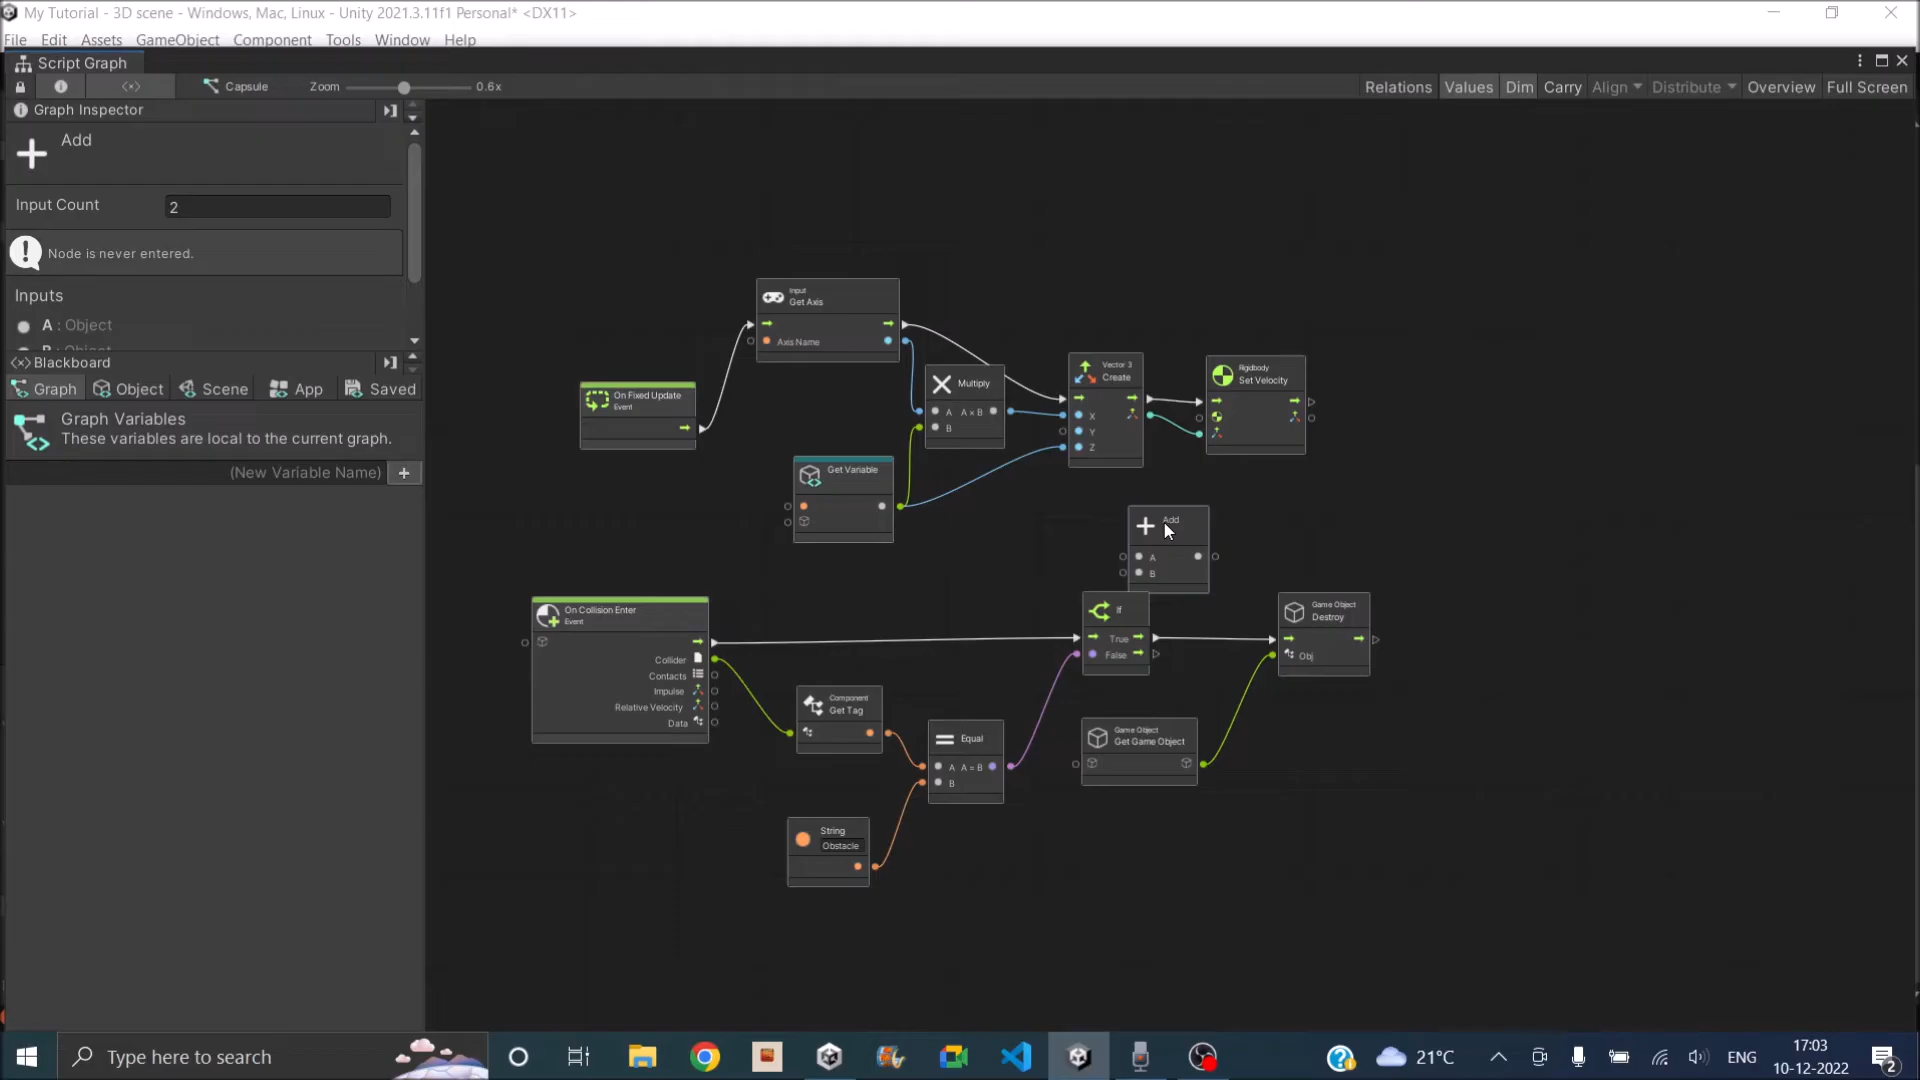 My Tutorial - 3D scene - Windows, Mac, Linux - Unity 2021.3.11f1 Personal* <DX11>
File Edit Assets GameObject Component Tools Window Help
Script Graph
Capsule Zoom 0.6x Relations Values Dim Carry Align Distribute Overview Full Screen
Graph Inspector
Add
Input Count 2
Node is never entered.
Inputs
A : Object
Blackboard
Graph Object Scene App Saved
Graph Variables
These variables are local to the current graph.
(New Variable Name) +
Input
Get Axis
Axis Name
On Fixed Update
Event
Multiply
A A × B
B
Vector 3
Create
X
Y
Z
Rigidbody
Set Velocity
Get Variable
Add
A
B
On Collision Enter
Event
Collider
Contacts
Impulse
Relative Velocity
Data
If
True
False
Game Object
Destroy
Obj
Component
Get Tag
Equal
A A = B
B
Game Object
Get Game Object
String
Obstacle
Type here to search
21°C
ENG
17:03
10-12-2022
2